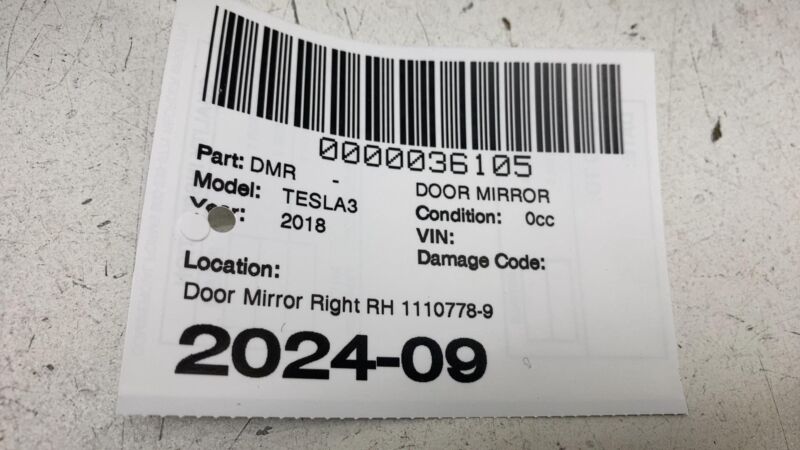 0000036105
Part: DMR - DOOR MIRROR
Model: TESLA3 Condition: 0cc
Year: 2018 VIN:
Damage Code:
Location:
Door Mirror Right RH 1110778-9
2024-09